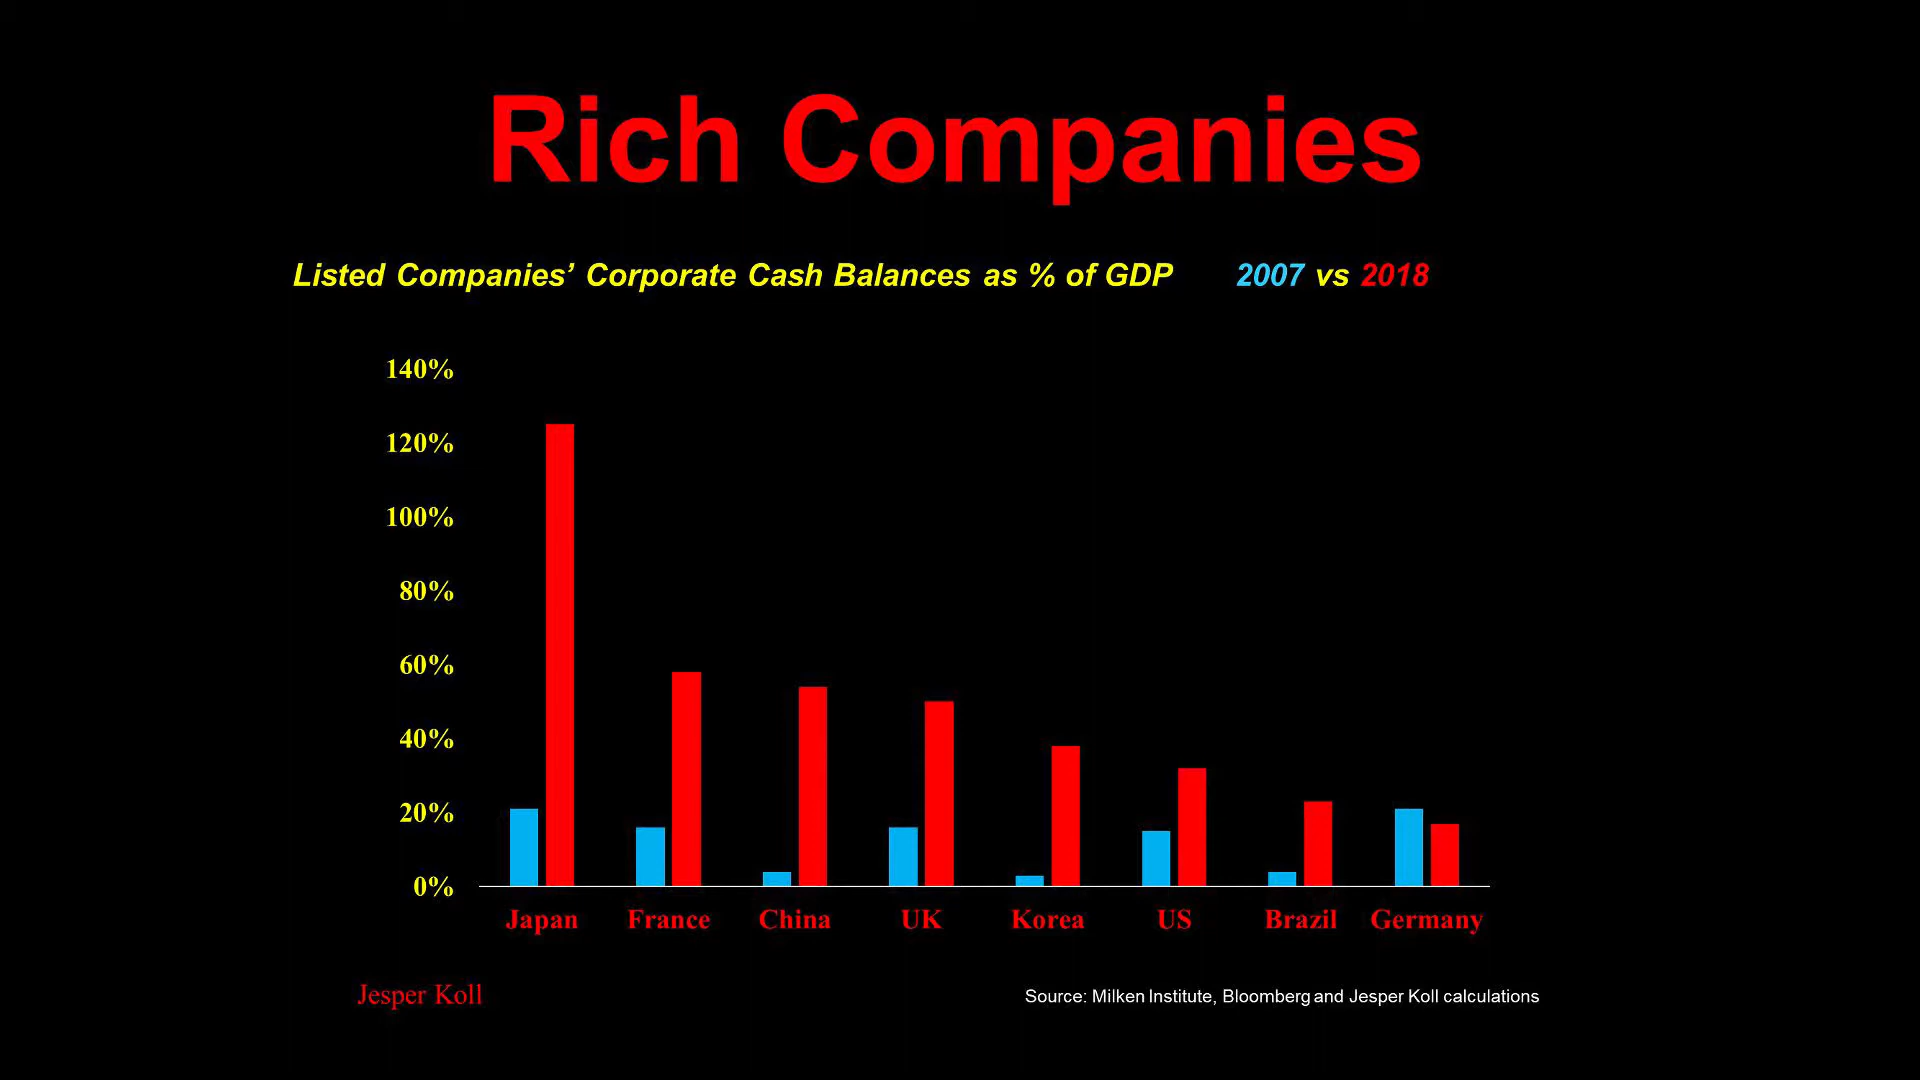 Rich Companies
Listed Companies’ Corporate Cash Balances as % of GDP 2007 vs 2018
140%
120%
100%
80%
60%
40%
20%
0%
Japan France China UK Korea US Brazil Germany
Jesper Koll
Source: Milken Institute, Bloomberg and Jesper Koll calculations